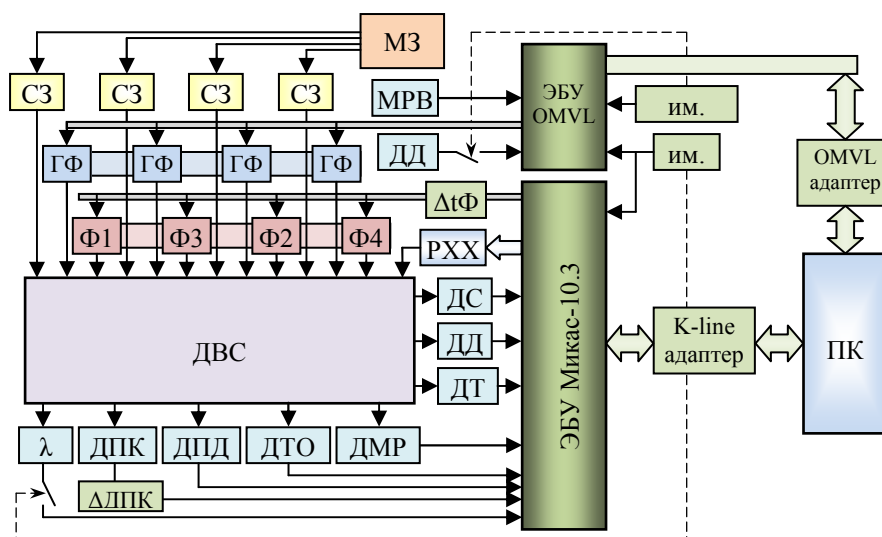 МЗ
СЗ СЗ СЗ СЗ
МРВ
ЭБУ OMVL
им.
ГФ ГФ ГФ ГФ
ДД
им.
OMVL адаптер
ΔtФ
Ф1 Ф3 Ф2 Ф4
РХХ
ДВС
ДС
ДД
ДТ
ЭБУ Микас-10.3
K-line адаптер
ПК
λ ДПК ДПД ДТО ДМР
ΔДПК